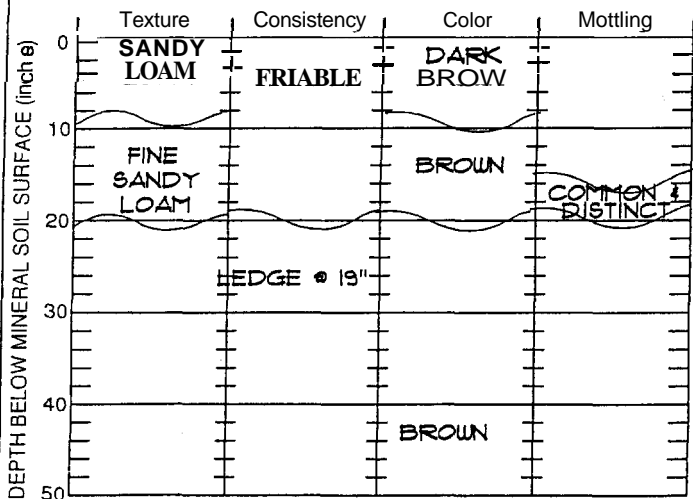 Texture Consistency Color Mottling
DEPTH BELOW MINERAL SOIL SURFACE (inche)
0
SANDY
LOAM
FRIABLE
DARK
BROW
10
FINE
SANDY
LOAM
BROWN
COMMON &
DISTINCT
20
LEDGE @ 19"
30
40
BROWN
50